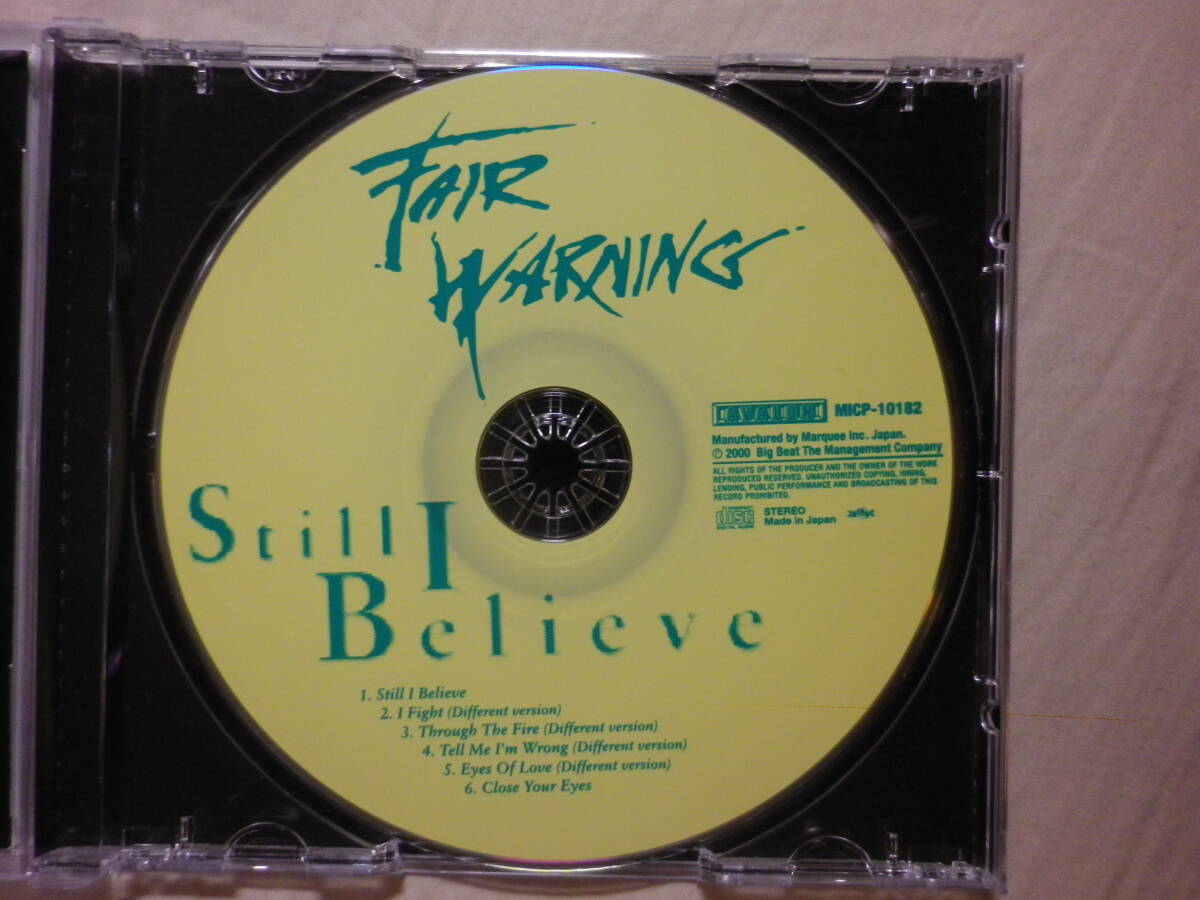 FAIR
WARNING
AVALON MICP-10182
Manufactured by Marquee Inc. Japan.
℗ 2000 Big Beat The Management Company
ALL RIGHTS OF THE PRODUCER AND THE OWNER OF THE WORK
REPRODUCED RESERVED. UNAUTHORIZED COPYING, HIRING,
LENDING, PUBLIC PERFORMANCE AND BROADCASTING OF THIS
RECORD PROHIBITED.
COMPACT
disc
DIGITAL AUDIO
STEREO
Made in Japan
Still I
Believe
1. Still I Believe
2. I Fight (Different version)
3. Through The Fire (Different version)
4. Tell Me I'm Wrong (Different version)
5. Eyes Of Love (Different version)
6. Close Your Eyes